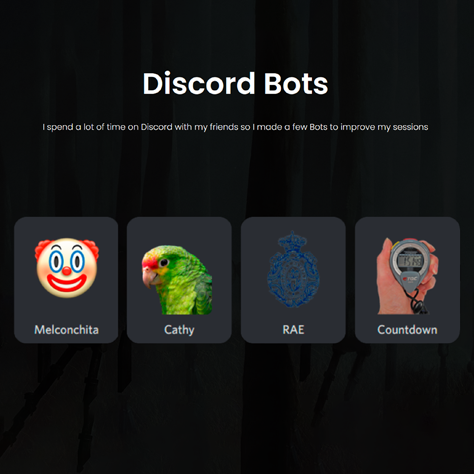 Discord Bots
I spend a lot of time on Discord with my friends so I made a few Bots to improve my sessions
Melconchita
Cathy
RAE
Countdown